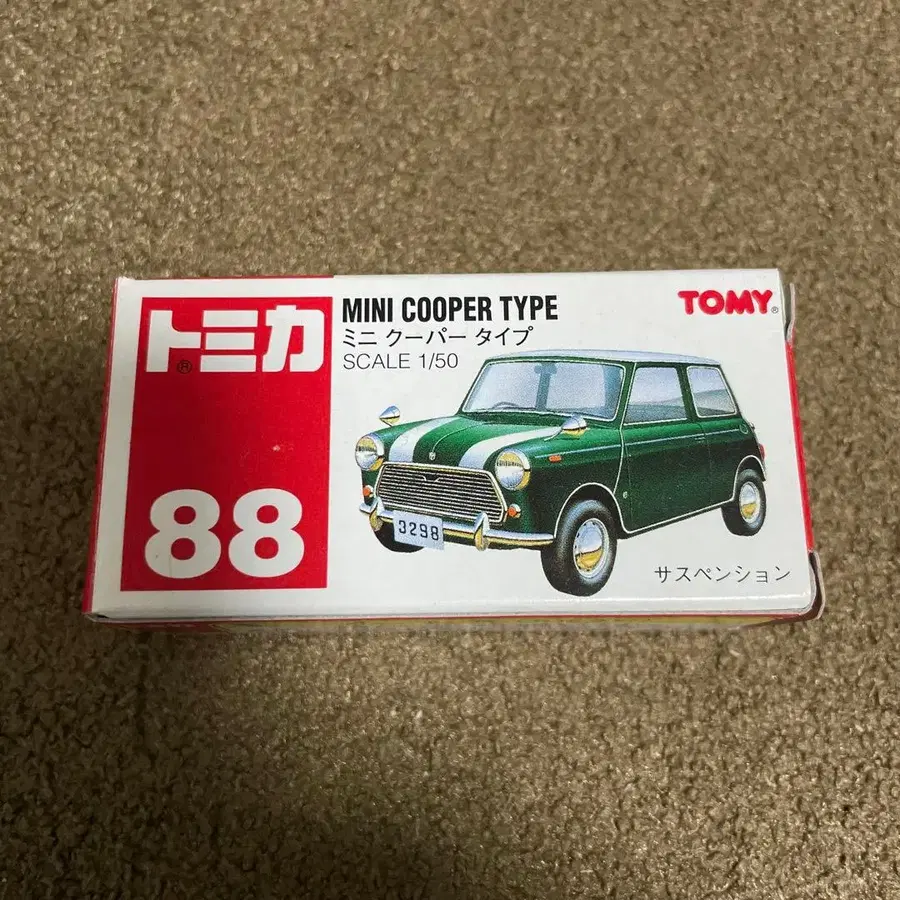 トミカ®
88
MINI COOPER TYPE
ミニ クーパー タイプ
SCALE 1/50
TOMY®
3298
サスペンション